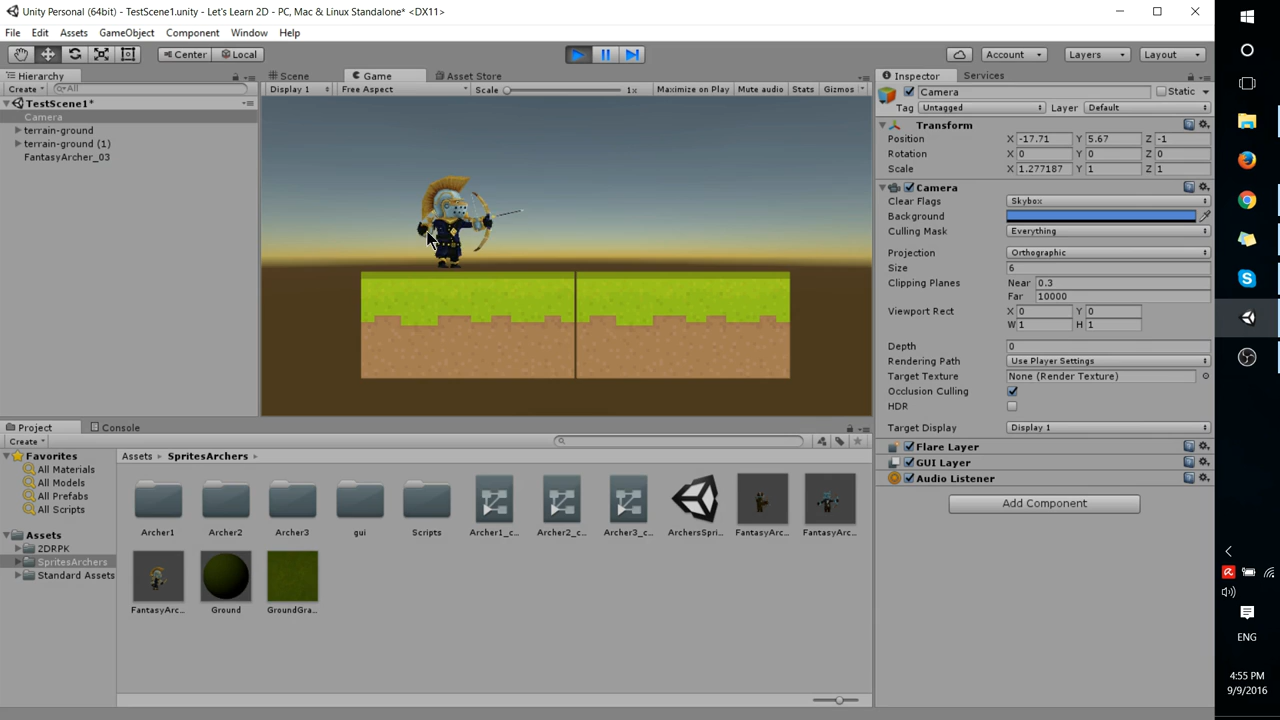 Unity Personal (64bit) - TestScene1.unity - Let's Learn 2D - PC, Mac & Linux Standalone* <DX11>
File Edit Assets GameObject Component Window Help
Center Local Account Layers Layout
Hierarchy
Create All
TestScene1*
Camera
terrain-ground
terrain-ground (1)
FantasyArcher_03
Scene Game Asset Store
Display 1 Free Aspect Scale 1x Maximize on Play Mute audio Stats Gizmos
Inspector Services
Camera Static
Tag Untagged Layer Default
Transform
Position X -17.71 Y 5.67 Z -1
Rotation X 0 Y 0 Z 0
Scale X 1.277187 Y 1 Z 1
Camera
Clear Flags Skybox
Background
Culling Mask Everything
Projection Orthographic
Size 6
Clipping Planes Near 0.3
Far 10000
Viewport Rect X 0 Y 0
W 1 H 1
Depth 0
Rendering Path Use Player Settings
Target Texture None (Render Texture)
Occlusion Culling
HDR
Target Display Display 1
Flare Layer
GUI Layer
Audio Listener
Add Component
Project Console
Create
Favorites
All Materials
All Models
All Prefabs
All Scripts
Assets
2DRPK
SpritesArchers
Standard Assets
Assets SpritesArchers
Archer1 Archer2 Archer3 gui Scripts Archer1_c... Archer2_c... Archer3_c... ArchersSpri... FantasyArc... FantasyArc...
FantasyArc... Ground GroundGra...
ENG
4:55 PM
9/9/2016